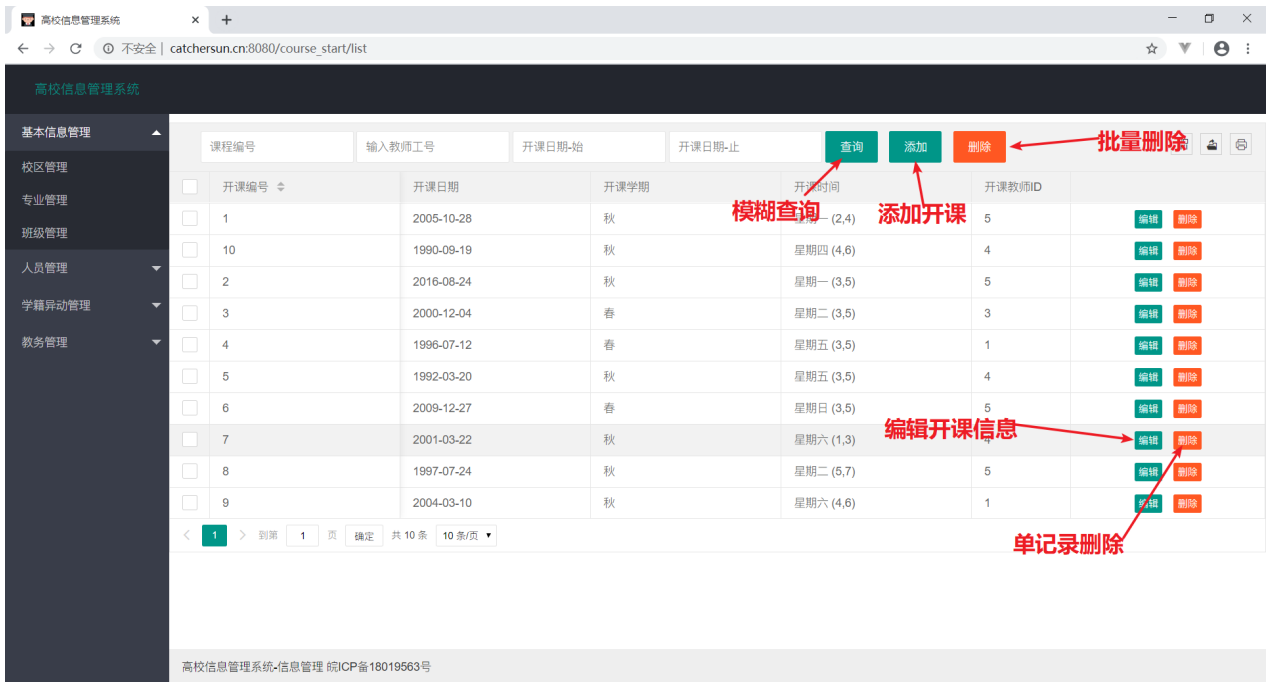 高校信息管理系统
不安全 | catchersun.cn:8080/course_start/list
高校信息管理系统
基本信息管理
校区管理
专业管理
班级管理
人员管理
学籍异动管理
教务管理
课程编号 输入教师工号 开课日期-始 开课日期-止 查询 添加 删除
批量删除
模糊查询
添加开课
开课编号 开课日期 开课学期 开课时间 开课教师ID
1 2005-10-28 秋 (2,4) 5 编辑 删除
10 1990-09-19 秋 星期四 (4,6) 4 编辑 删除
2 2016-08-24 秋 星期一 (3,5) 5 编辑 删除
3 2000-12-04 春 星期二 (3,5) 3 编辑 删除
4 1996-07-12 春 星期五 (3,5) 1 编辑 删除
5 1992-03-20 秋 星期五 (3,5) 4 编辑 删除
6 2009-12-27 春 星期日 (3,5) 5 编辑 删除
编辑开课信息
7 2001-03-22 秋 星期六 (1,3) 4 编辑 删除
8 1997-07-24 秋 星期二 (5,7) 5 编辑 删除
9 2004-03-10 秋 星期六 (4,6) 1 编辑 删除
单记录删除
1 到第 1 页 确定 共 10 条 10 条/页
高校信息管理系统-信息管理 皖ICP备18019563号